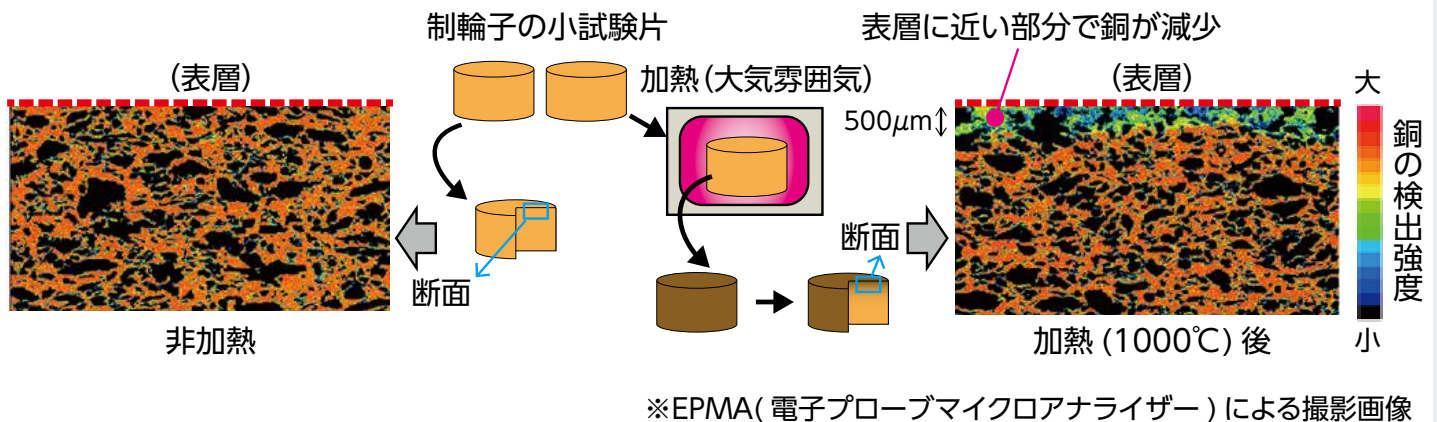 制輪子の小試験片
表層に近い部分で銅が減少
(表層)
加熱(大気雰囲気)
(表層)
大
500μm
銅の検出強度
断面
断面
非加熱
加熱(1000℃)後
小
※EPMA(電子プローブマイクロアナライザー)による撮影画像